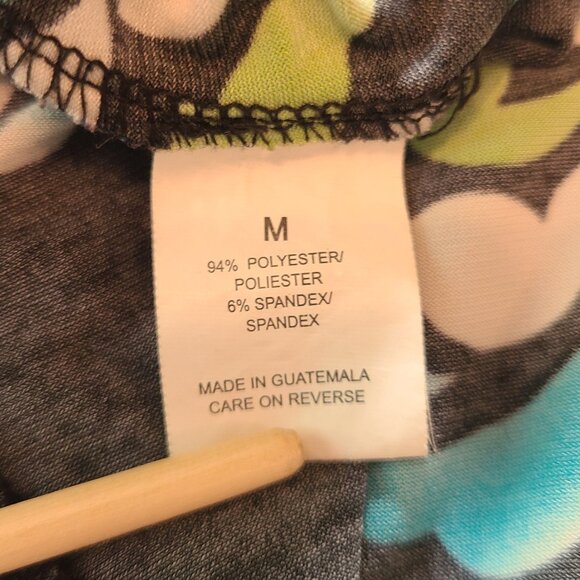 M
94% POLYESTER/
POLIESTER
6% SPANDEX/
SPANDEX
MADE IN GUATEMALA
CARE ON REVERSE